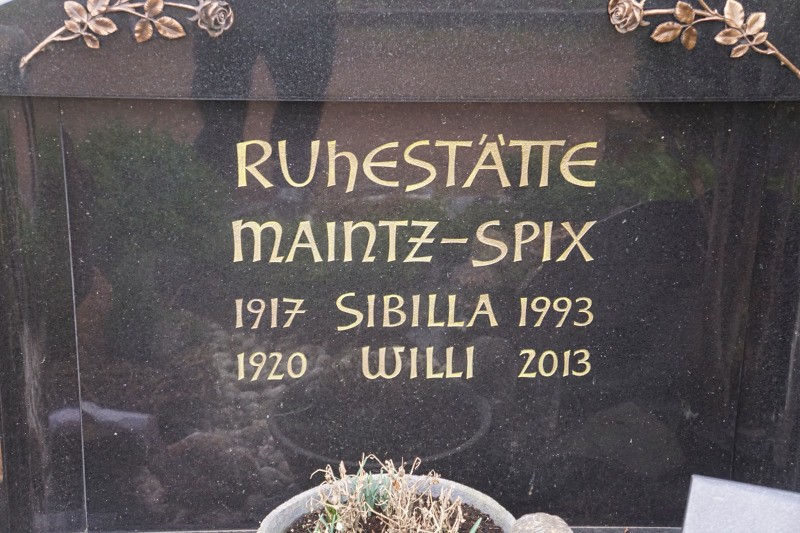 RUHESTÄTTE
MAINTZ-SPIX
1917 SIBILLA 1993
1920 WILLI 2013